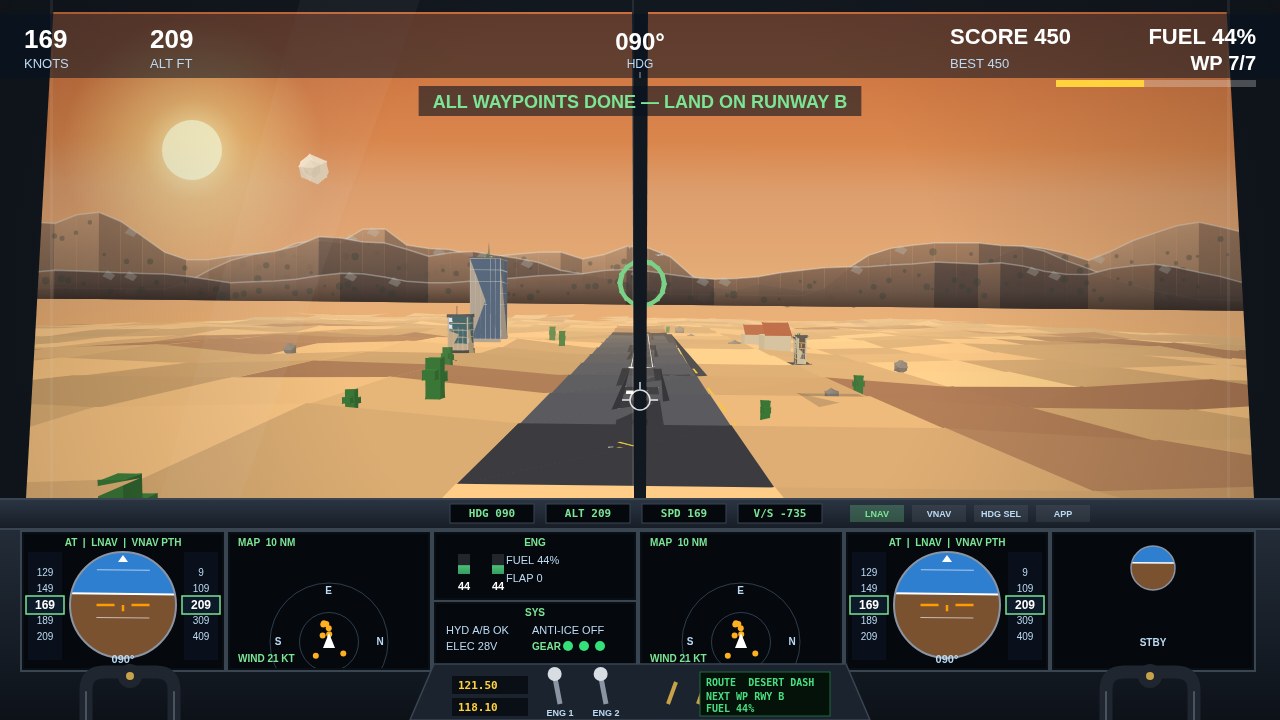 169
KNOTS
209
ALT FT
090°
HDG
SCORE 450
BEST 450
FUEL 44%
WP 7/7
ALL WAYPOINTS DONE — LAND ON RUNWAY B
HDG 090
ALT 209
SPD 169
V/S -735
LNAV
VNAV
HDG SEL
APP
AT | LNAV | VNAV PTH
129
149
169
189
209
9
109
209
309
409
090°
MAP 10 NM
E
S
N
WIND 21 KT
ENG
FUEL 44%
FLAP 0
44
44
SYS
HYD A/B OK
ANTI-ICE OFF
ELEC 28V
GEAR
MAP 10 NM
E
S
N
WIND 21 KT
AT | LNAV | VNAV PTH
129
149
169
189
209
9
109
209
309
409
090°
STBY
121.50
118.10
ENG 1
ENG 2
ROUTE DESERT DASH
NEXT WP RWY B
FUEL 44%